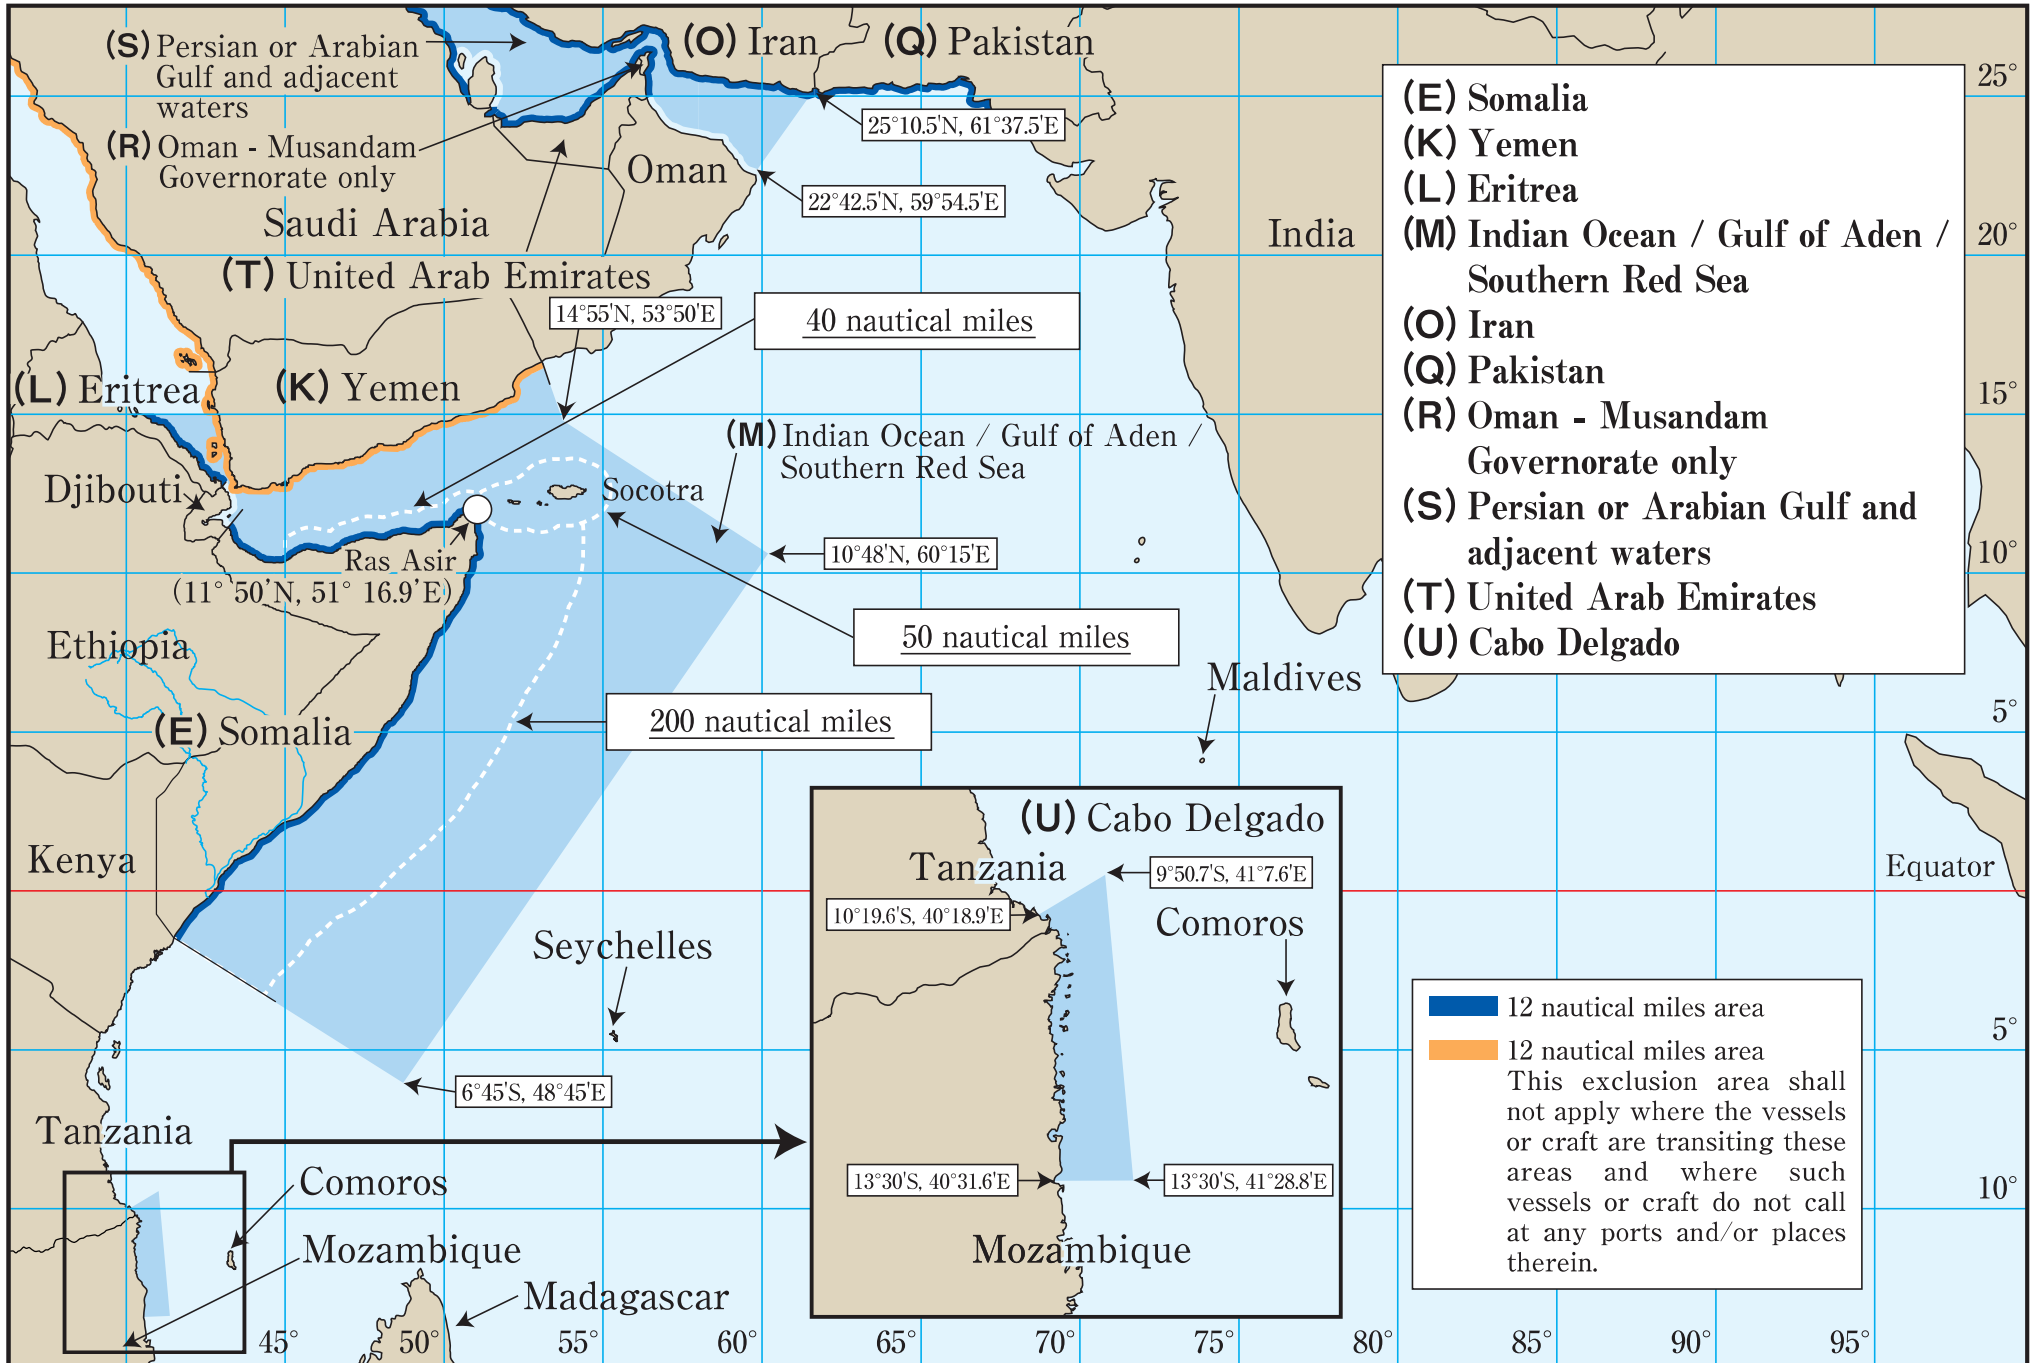 (S) Persian or Arabian
Gulf and adjacent
waters
(R) Oman - Musandam
Governorate only
(O) Iran
(Q) Pakistan
25°10.5'N, 61°37.5'E
22°42.5'N, 59°54.5'E
Oman
Saudi Arabia
(T) United Arab Emirates
14°55'N, 53°50'E
40 nautical miles
India
(L) Eritrea
(K) Yemen
(M) Indian Ocean / Gulf of Aden /
Southern Red Sea
Djibouti
Socotra
10°48'N, 60°15'E
Ras Asir
(11° 50'N, 51° 16.9'E)
50 nautical miles
Ethiopia
Maldives
200 nautical miles
(E) Somalia
Kenya
Equator
Seychelles
6°45'S, 48°45'E
Tanzania
Comoros
Mozambique
Madagascar
(U) Cabo Delgado
Tanzania
9°50.7'S, 41°7.6'E
10°19.6'S, 40°18.9'E
Comoros
13°30'S, 40°31.6'E
13°30'S, 41°28.8'E
Mozambique
(E) Somalia
(K) Yemen
(L) Eritrea
(M) Indian Ocean / Gulf of Aden /
Southern Red Sea
(O) Iran
(Q) Pakistan
(R) Oman - Musandam
Governorate only
(S) Persian or Arabian Gulf and
adjacent waters
(T) United Arab Emirates
(U) Cabo Delgado
12 nautical miles area
12 nautical miles area
This exclusion area shall
not apply where the vessels
or craft are transiting these
areas and where such
vessels or craft do not call
at any ports and/or places
therein.
25°
20°
15°
10°
5°
5°
10°
45°
50°
55°
60°
65°
70°
75°
80°
85°
90°
95°